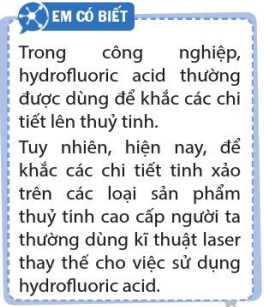 EM CÓ BIẾT
Trong công nghiệp,
hydrofluoric acid thường
được dùng để khắc các chi
tiết lên thuỷ tinh.
Tuy nhiên, hiện nay, để
khắc các chi tiết tinh xảo
trên các loại sản phẩm
thuỷ tinh cao cấp người ta
thường dùng kĩ thuật laser
thay thế cho việc sử dụng
hydrofluoric acid.